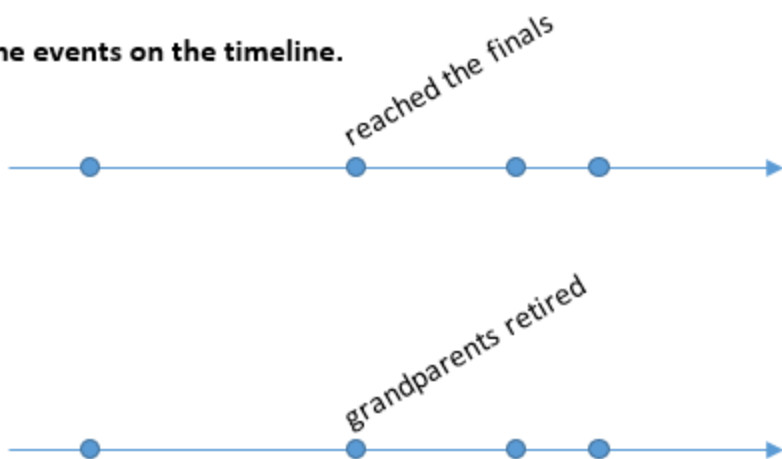 he events on the timeline.
reached the finals
grandparents retired